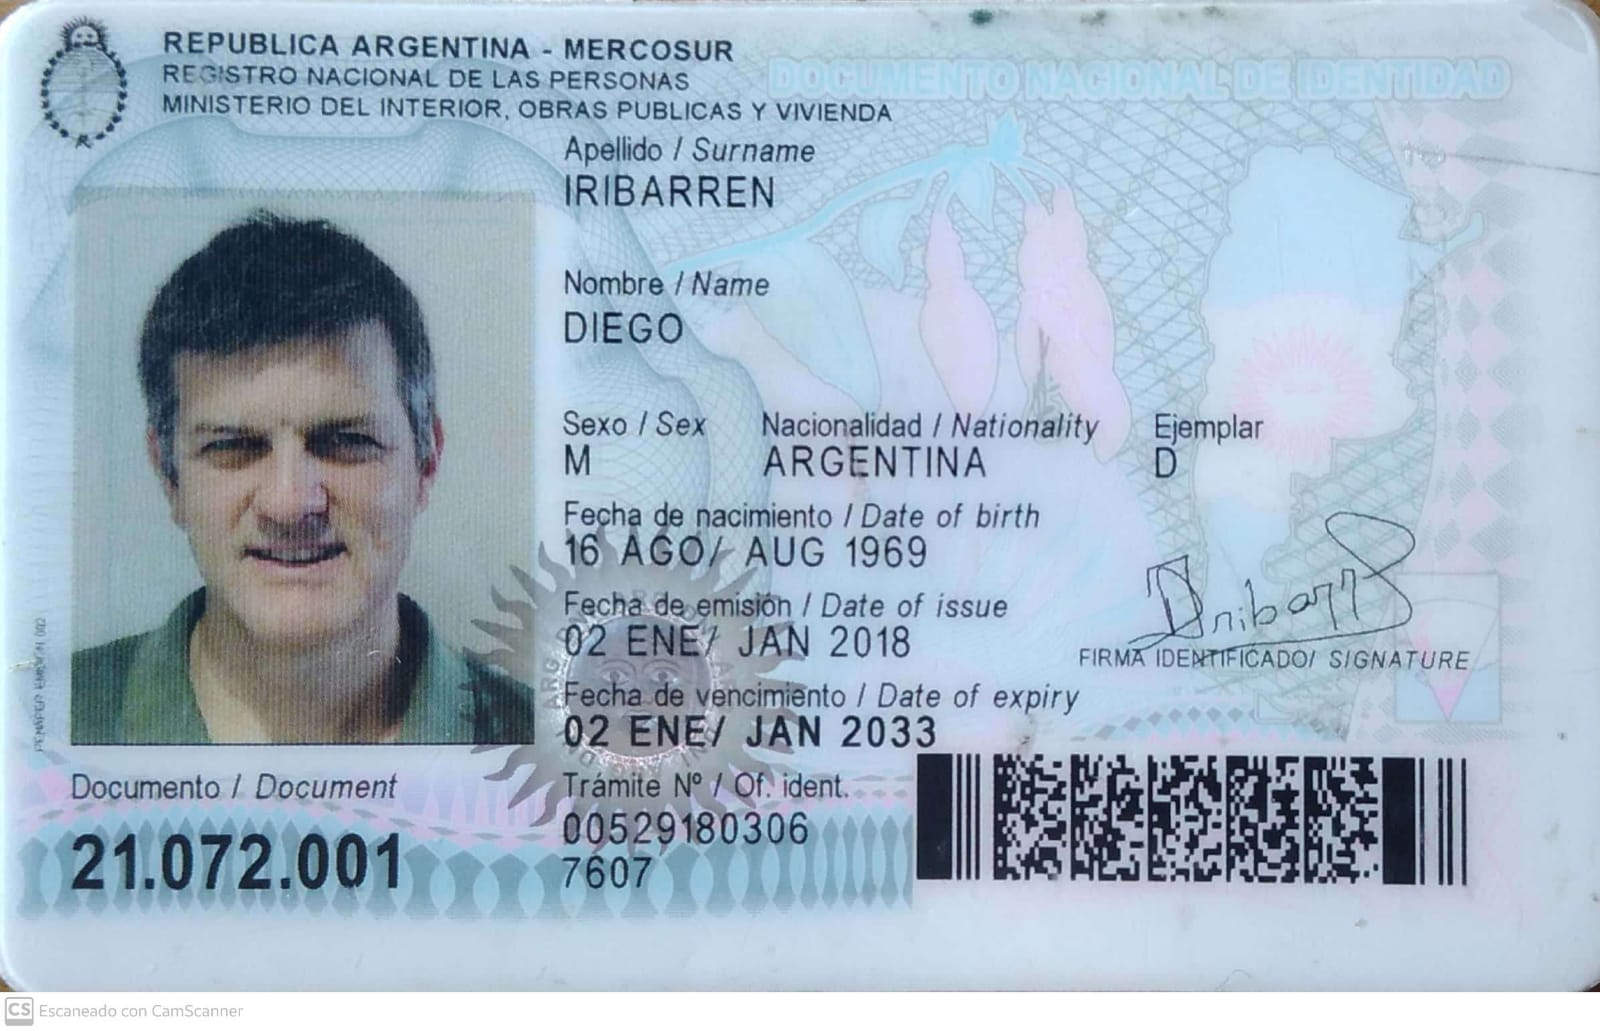 REPUBLICA ARGENTINA - MERCOSUR
REGISTRO NACIONAL DE LAS PERSONAS
MINISTERIO DEL INTERIOR, OBRAS PUBLICAS Y VIVIENDA
DOCUMENTO NACIONAL DE IDENTIDAD
Apellido / Surname
IRIBARREN
Nombre / Name
DIEGO
Sexo / Sex Nacionalidad / Nationality Ejemplar
M ARGENTINA D
Fecha de nacimiento / Date of birth
16 AGO/ AUG 1969
Fecha de emisión / Date of issue
02 ENE/ JAN 2018
FIRMA IDENTIFICADO/ SIGNATURE
Fecha de vencimiento / Date of expiry
02 ENE/ JAN 2033
Documento / Document
21.072.001
Trámite Nº / Of. ident.
00529180306
7607
CS Escaneado con CamScanner